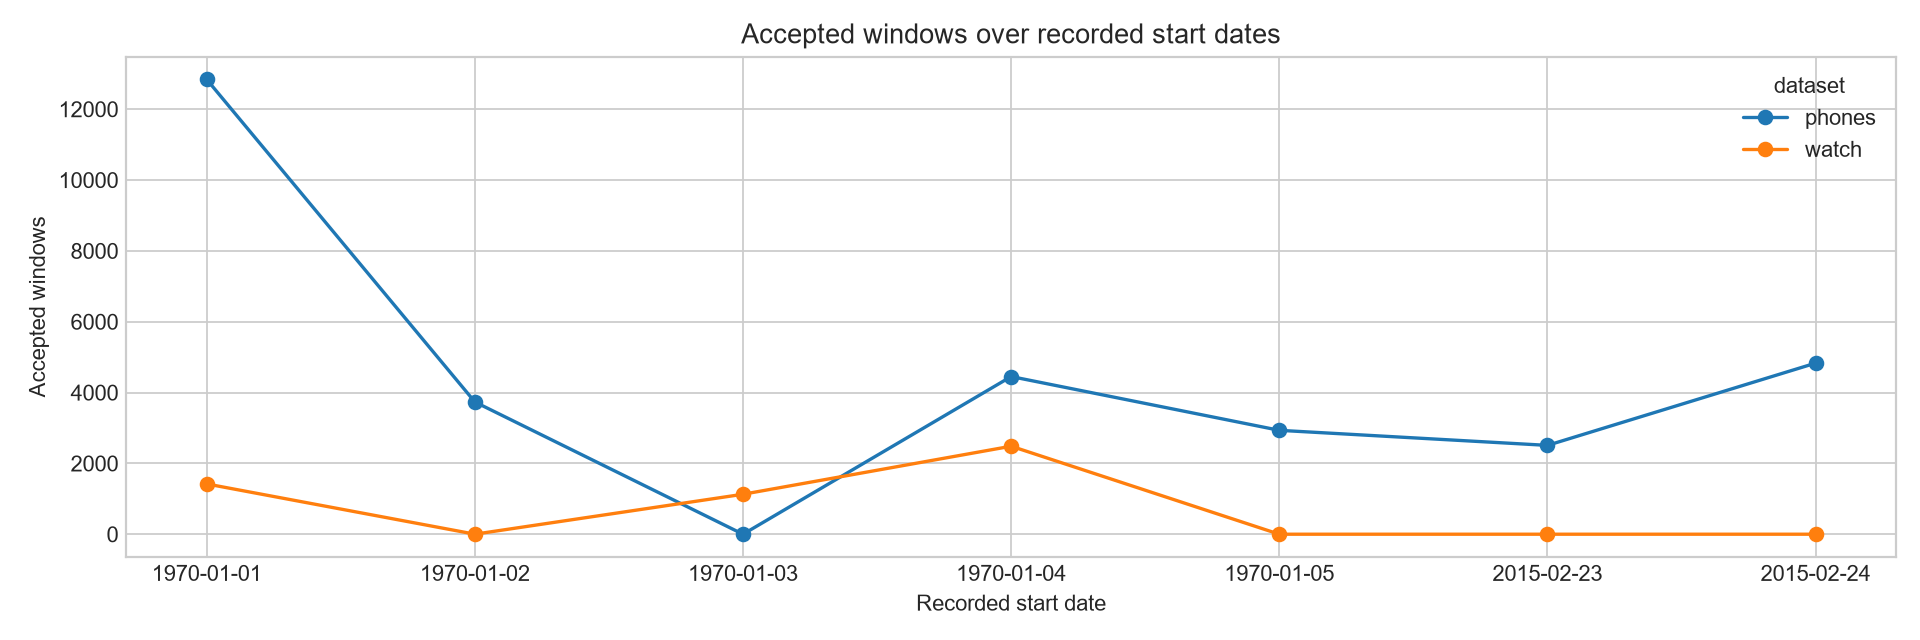 Accepted windows over recorded start dates
dataset
phones
watch
Accepted windows
12000
10000
8000
6000
4000
2000
0
1970-01-01 1970-01-02 1970-01-03 1970-01-04 1970-01-05 2015-02-23 2015-02-24
Recorded start date